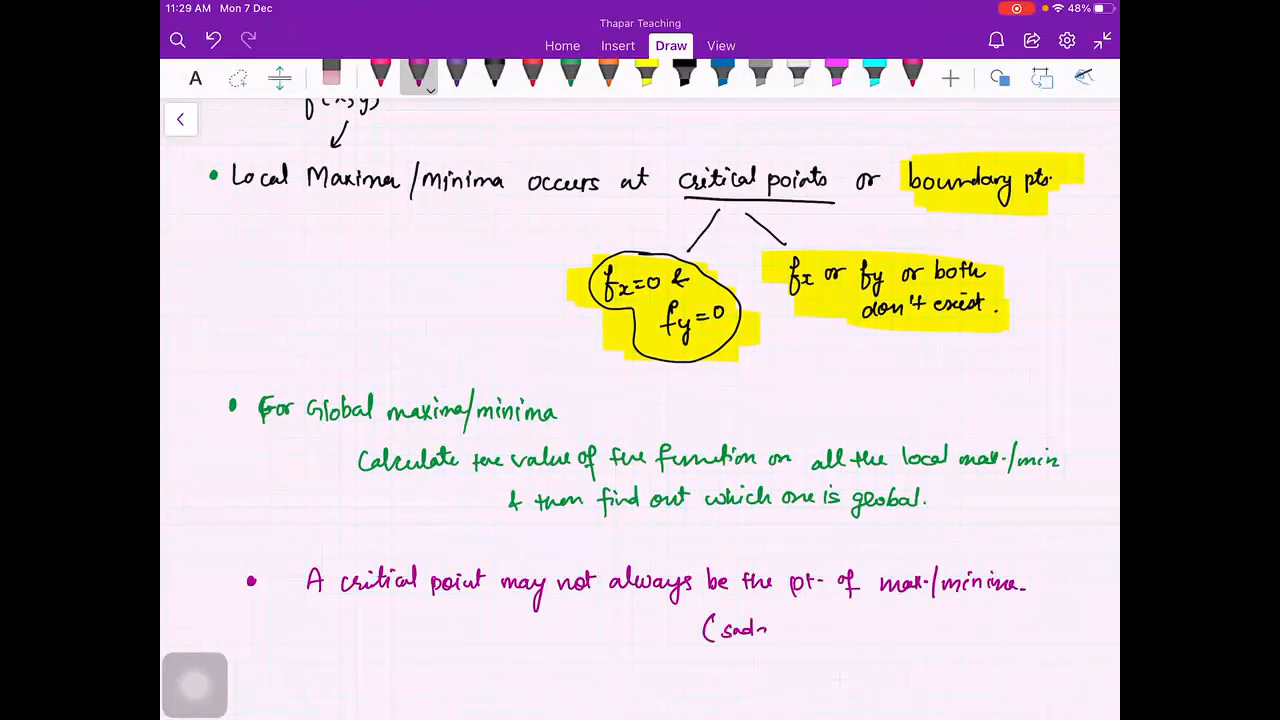 11:29 AM Mon 7 Dec
48%
Thapar Teaching
Home Insert Draw View
A
f(x,y)
• Local Maxima/minima occurs at critical points or boundary pts.
fx=0 &
fy=0
fx or fy or both
don't exist.
• For Global maxima/minima
Calculate the value of the function on all the local max./min
& then find out which one is global.
• A critical point may not always be the pt. of max./minima.
(sad